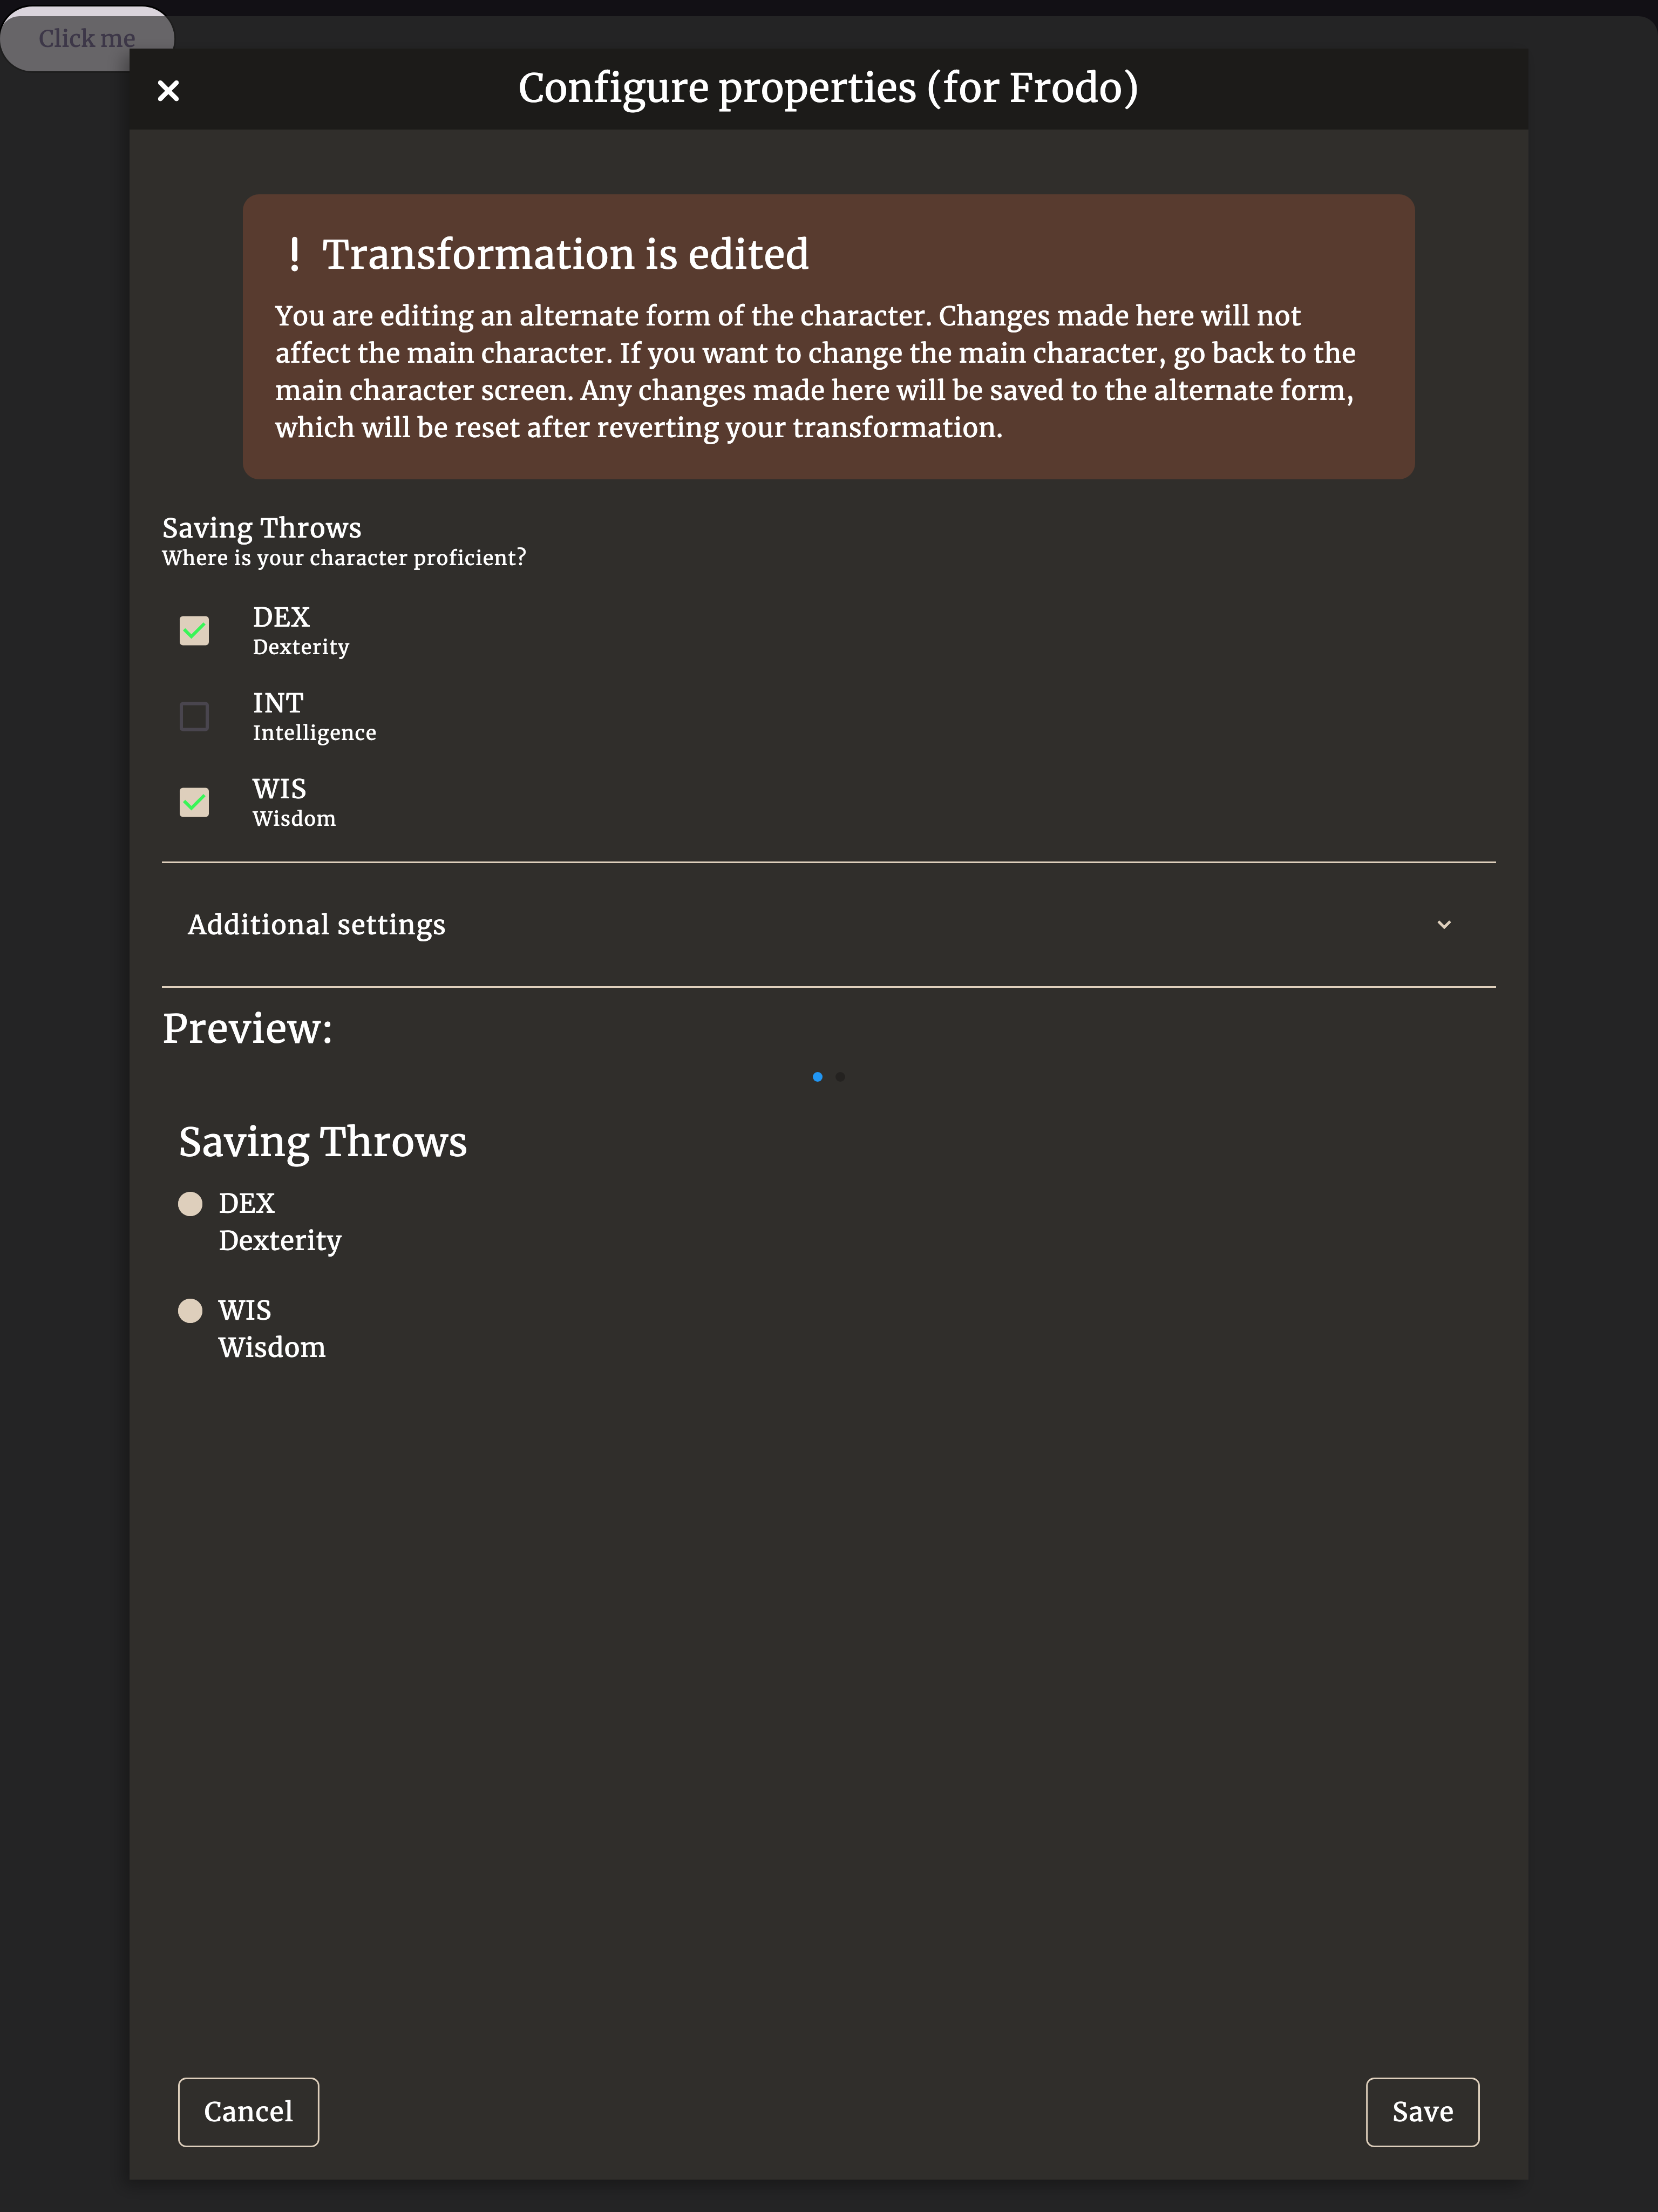 Click me
Configure properties (for Frodo)
! Transformation is edited
You are editing an alternate form of the character. Changes made here will not
affect the main character. If you want to change the main character, go back to the
main character screen. Any changes made here will be saved to the alternate form,
which will be reset after reverting your transformation.
Saving Throws
Where is your character proficient?
DEX
Dexterity
INT
Intelligence
WIS
Wisdom
Additional settings
Preview:
Saving Throws
DEX
Dexterity
WIS
Wisdom
Cancel
Save